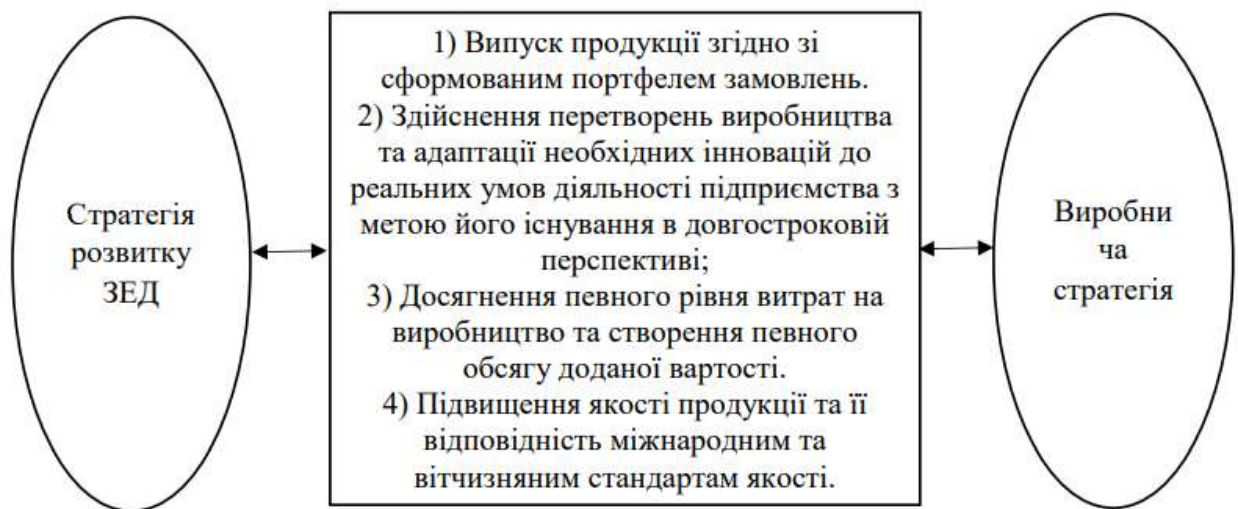 Стратегія
розвитку
ЗЕД
1) Випуск продукції згідно зі
сформованим портфелем замовлень.
2) Здійснення перетворень виробництва
та адаптації необхідних інновацій до
реальних умов діяльності підприємства з
метою його існування в довгостроковій
перспективі;
3) Досягнення певного рівня витрат на
виробництво та створення певного
обсягу доданої вартості.
4) Підвищення якості продукції та її
відповідність міжнародним та
вітчизняним стандартам якості.
Виробни
ча
стратегія